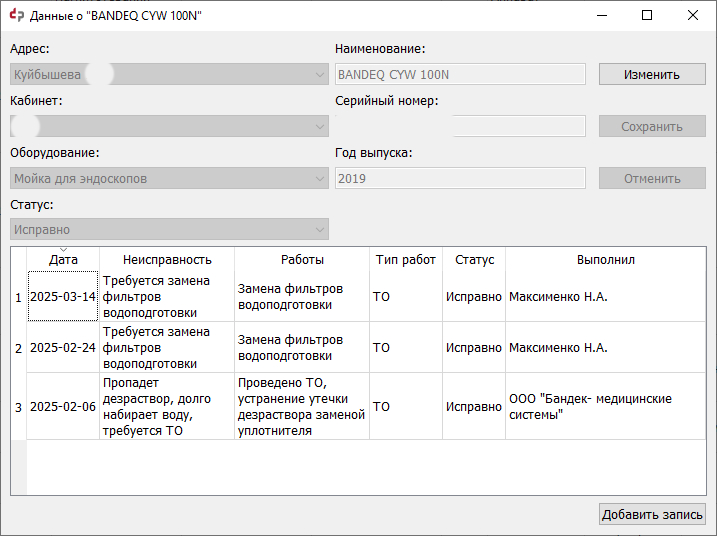 Данные о "BANDEQ CYW 100N"
Адрес:
Наименование:
Куйбышева
BANDEQ CYW 100N
Изменить
Кабинет:
Серийный номер:
Сохранить
Оборудование:
Год выпуска:
Мойка для эндоскопов
2019
Отменить
Статус:
Исправно
Дата Неисправность Работы Тип работ Статус Выполнил
1
2025-03-14
Требуется замена
фильтров
водоподготовки
Замена фильтров
водоподготовки
ТО
Исправно
Максименко Н.А.
2
2025-02-24
Требуется замена
фильтров
водоподготовки
Замена фильтров
водоподготовки
ТО
Исправно
Максименко Н.А.
3
2025-02-06
Пропадет
дезраствор, долго
набирает воду,
требуется ТО
Проведено ТО,
устранение утечки
дезраствора заменой
уплотнителя
ТО
Исправно
ООО "Бандек- медицинские
системы"
Добавить запись